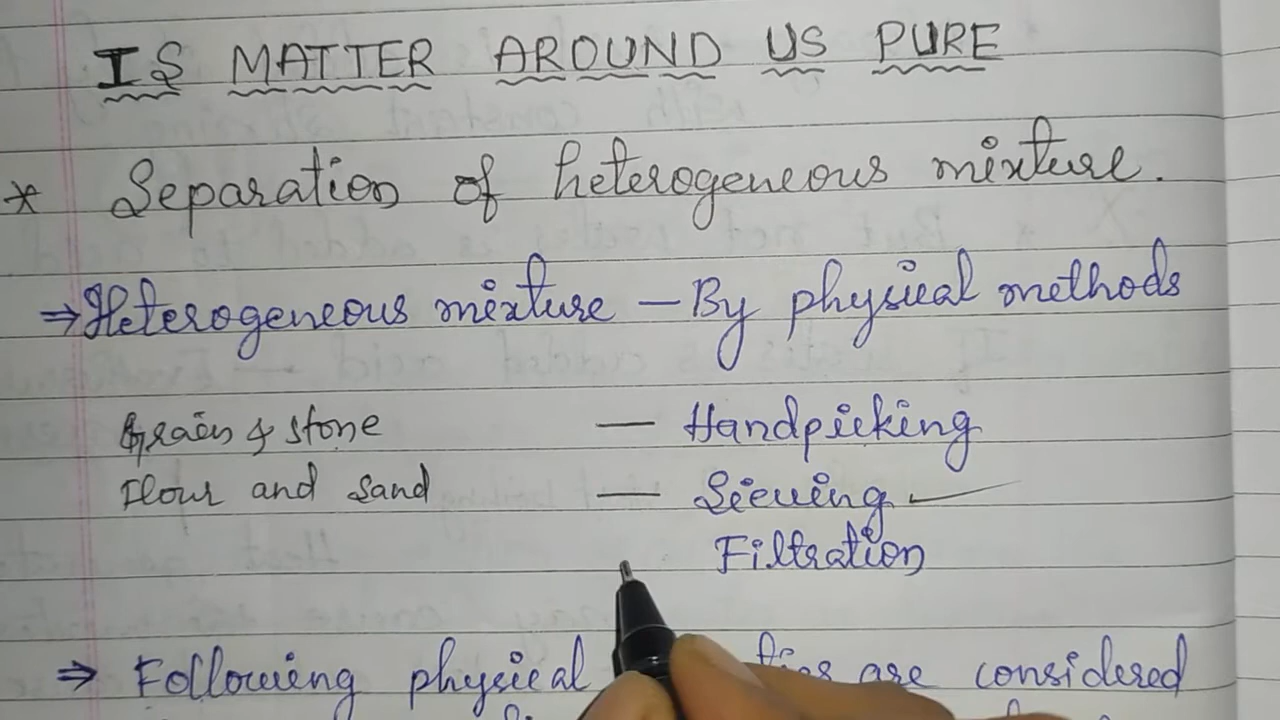 IS MATTER AROUND US PURE
* Separation of heterogeneous mixture.
⇒ Heterogeneous mixture — By physical methods
Grain & stone — Handpicking
Flour and Sand — Sieving
Filtration
⇒ Following physical are considered